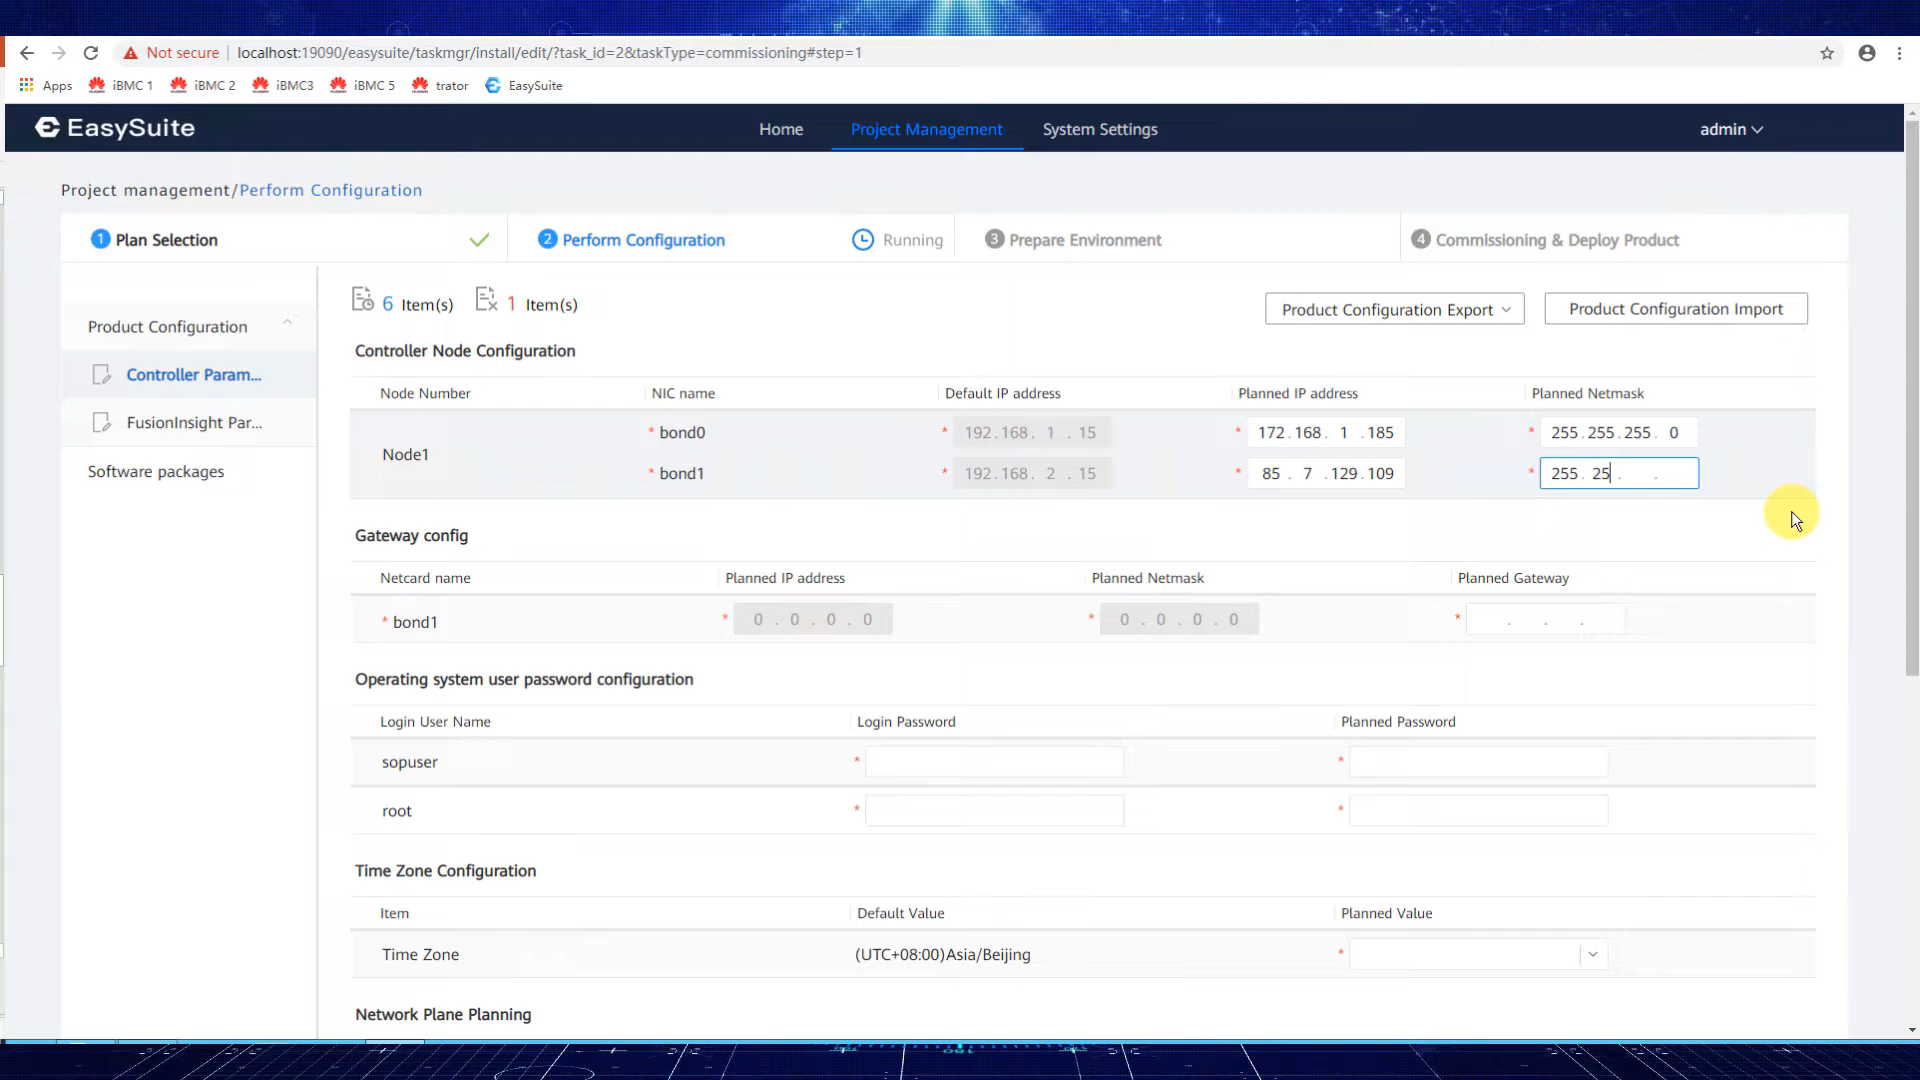 Not secure | localhost:19090/easysuite/taskmgr/install/edit/?task_id=2&taskType=commissioning#step=1
Apps iBMC 1 iBMC 2 iBMC3 iBMC 5 trator EasySuite
EasySuite Home Project Management System Settings admin
Project management/Perform Configuration
1 Plan Selection 2 Perform Configuration Running 3 Prepare Environment 4 Commissioning & Deploy Product
6 Item(s) 1 Item(s) Product Configuration Export Product Configuration Import
Product Configuration
Controller Param...
FusionInsight Par...
Software packages
Controller Node Configuration
Node Number NIC name Default IP address Planned IP address Planned Netmask
Node1
* bond0 * 192.168. 1 .15 * 172.168. 1 .185 * 255.255.255. 0
* bond1 * 192.168. 2 .15 * 85 . 7 .129.109 * 255. 25. .
Gateway config
Netcard name Planned IP address Planned Netmask Planned Gateway
* bond1 * 0 . 0 . 0 . 0 * 0 . 0 . 0 . 0 * . . .
Operating system user password configuration
Login User Name Login Password Planned Password
sopuser * *
root * *
Time Zone Configuration
Item Default Value Planned Value
Time Zone (UTC+08:00)Asia/Beijing *
Network Plane Planning